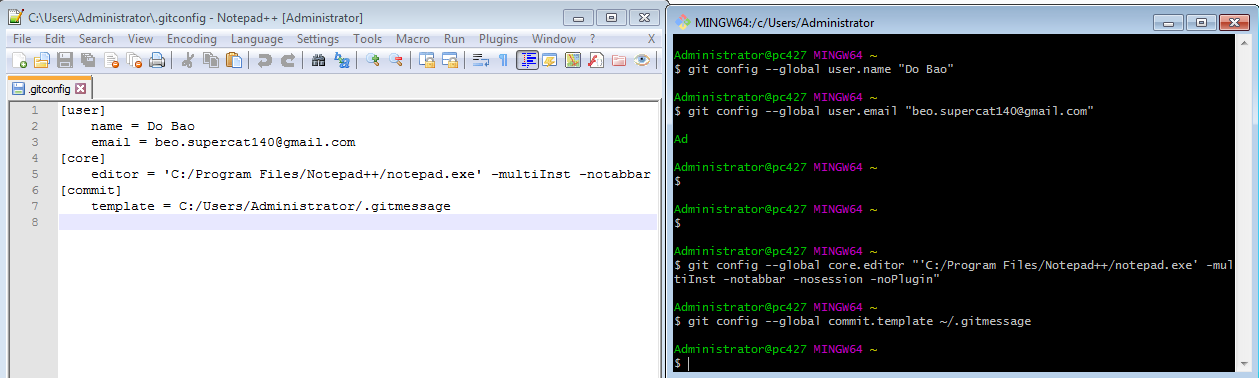 C:\Users\Administrator\.gitconfig - Notepad++ [Administrator]
File Edit Search View Encoding Language Settings Tools Macro Run Plugins Window ? X
.gitconfig
1 [user]
2 name = Do Bao
3 email = beo.supercat140@gmail.com
4 [core]
5 editor = 'C:/Program Files/Notepad++/notepad.exe' -multiInst -notabbar
6 [commit]
7 template = C:/Users/Administrator/.gitmessage
8
MINGW64:/c/Users/Administrator
Administrator@pc427 MINGW64 ~
$ git config --global user.name "Do Bao"
Administrator@pc427 MINGW64 ~
$ git config --global user.email "beo.supercat140@gmail.com"
Ad
Administrator@pc427 MINGW64 ~
$
Administrator@pc427 MINGW64 ~
$
Administrator@pc427 MINGW64 ~
$ git config --global core.editor "'C:/Program Files/Notepad++/notepad.exe' -mul
tiInst -notabbar -nosession -noPlugin"
Administrator@pc427 MINGW64 ~
$ git config --global commit.template ~/.gitmessage
Administrator@pc427 MINGW64 ~
$